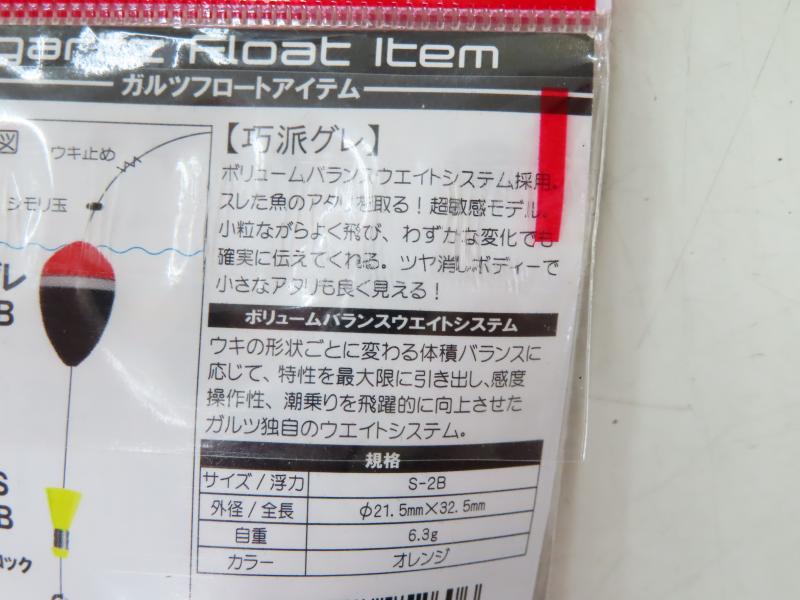 gartz Float Item
ガルツフロートアイテム
図
ウキ止め
シモリ玉
グレ
B
【巧派グレ】
ボリュームバランスウエイトシステム採用。
スレた魚のアタリを取る!超敏感モデル。
小粒ながらよく飛び、わずかな変化でも
確実に伝えてくれる。ツヤ消しボディーで
小さなアタリも良く見える!
ボリュームバランスウエイトシステム
ウキの形状ごとに変わる体積バランスに
応じて、特性を最大限に引き出し、感度
操作性、潮乗りを飛躍的に向上させた
ガルツ独自のウエイトシステム。
規格
サイズ/浮力 S-2B
外径/全長 φ21.5mm×32.5mm
自重 6.3g
カラー オレンジ
S
B
ロック